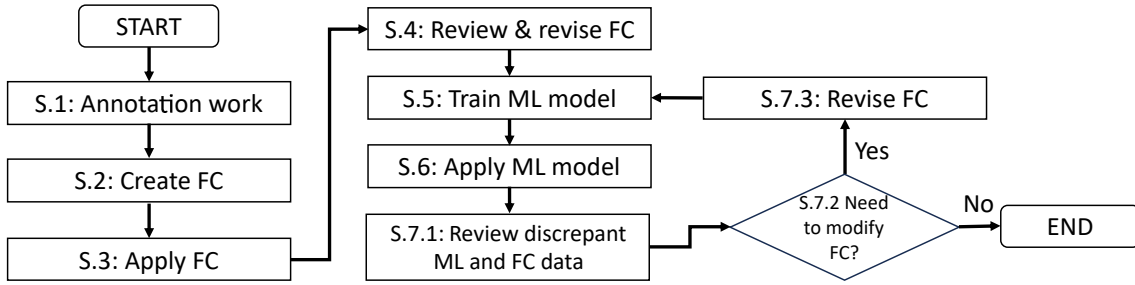 START
S.1: Annotation work
S.2: Create FC
S.3: Apply FC
S.4: Review & revise FC
S.5: Train ML model
S.6: Apply ML model
S.7.1: Review discrepant
ML and FC data
S.7.2 Need
to modify
FC?
Yes
S.7.3: Revise FC
No
END